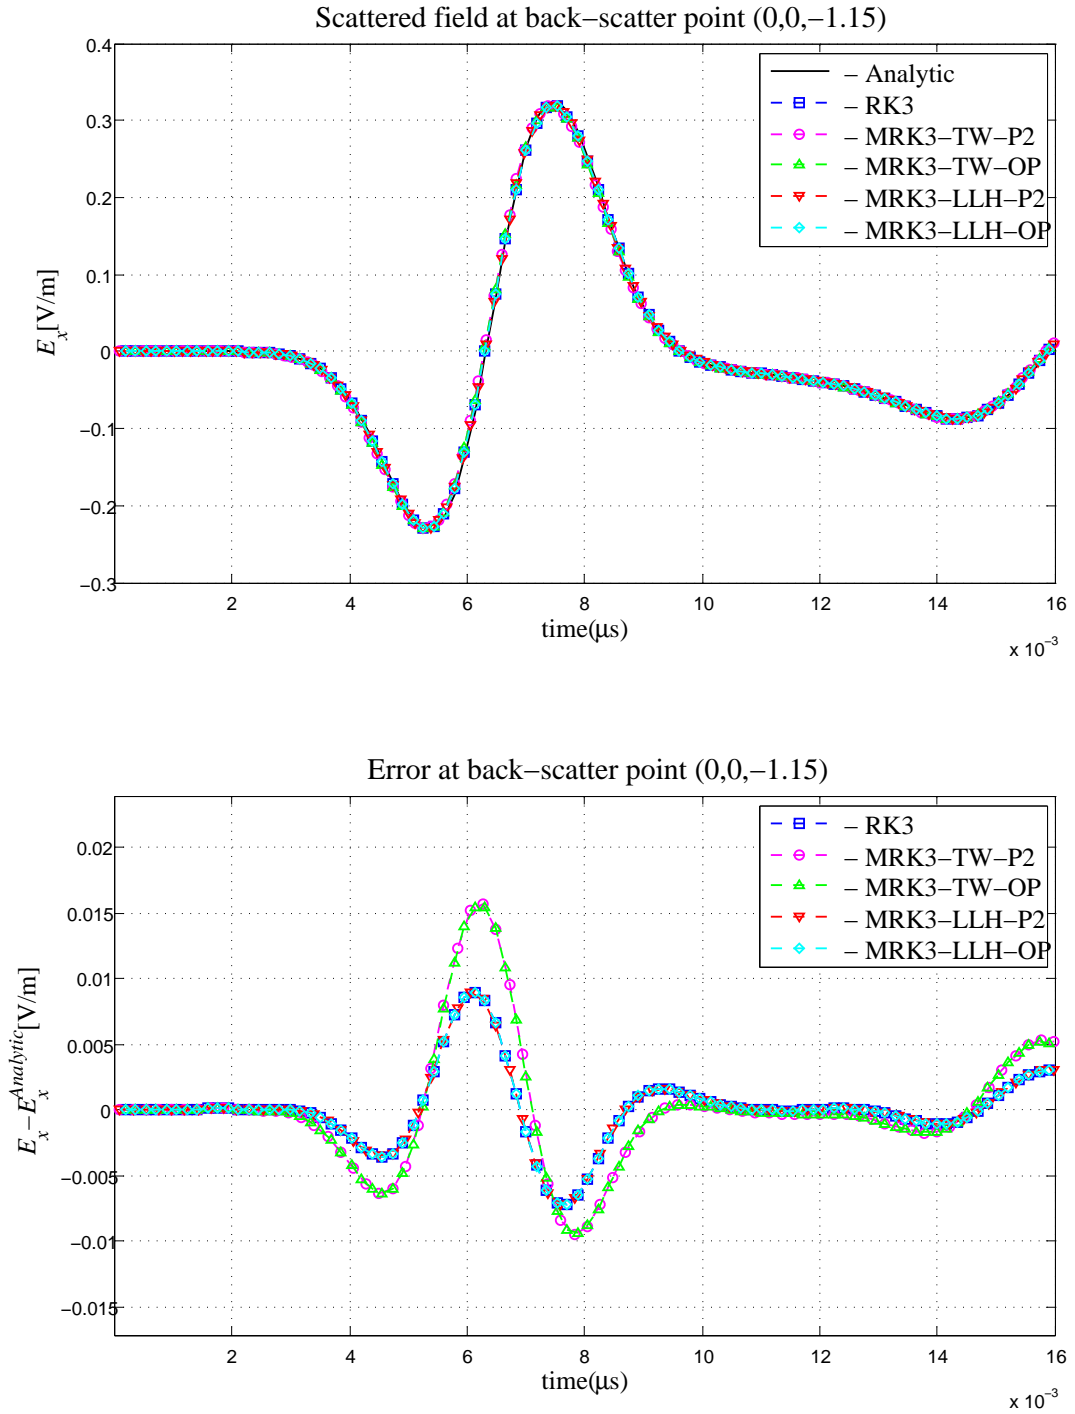 Scattered field at back−scatter point (0,0,−1.15)
0.4
0.3
0.2
0.1
0
−0.1
−0.2
−0.3
E_x[V/m]
− Analytic
− RK3
− MRK3−TW−P2
− MRK3−TW−OP
− MRK3−LLH−P2
− MRK3−LLH−OP
2 4 6 8 10 12 14 16
time(μs)
x 10^−3
Error at back−scatter point (0,0,−1.15)
0.02
0.015
0.01
0.005
0
−0.005
−0.01
−0.015
E_x−E_x^Analytic[V/m]
− RK3
− MRK3−TW−P2
− MRK3−TW−OP
− MRK3−LLH−P2
− MRK3−LLH−OP
2 4 6 8 10 12 14 16
time(μs)
x 10^−3